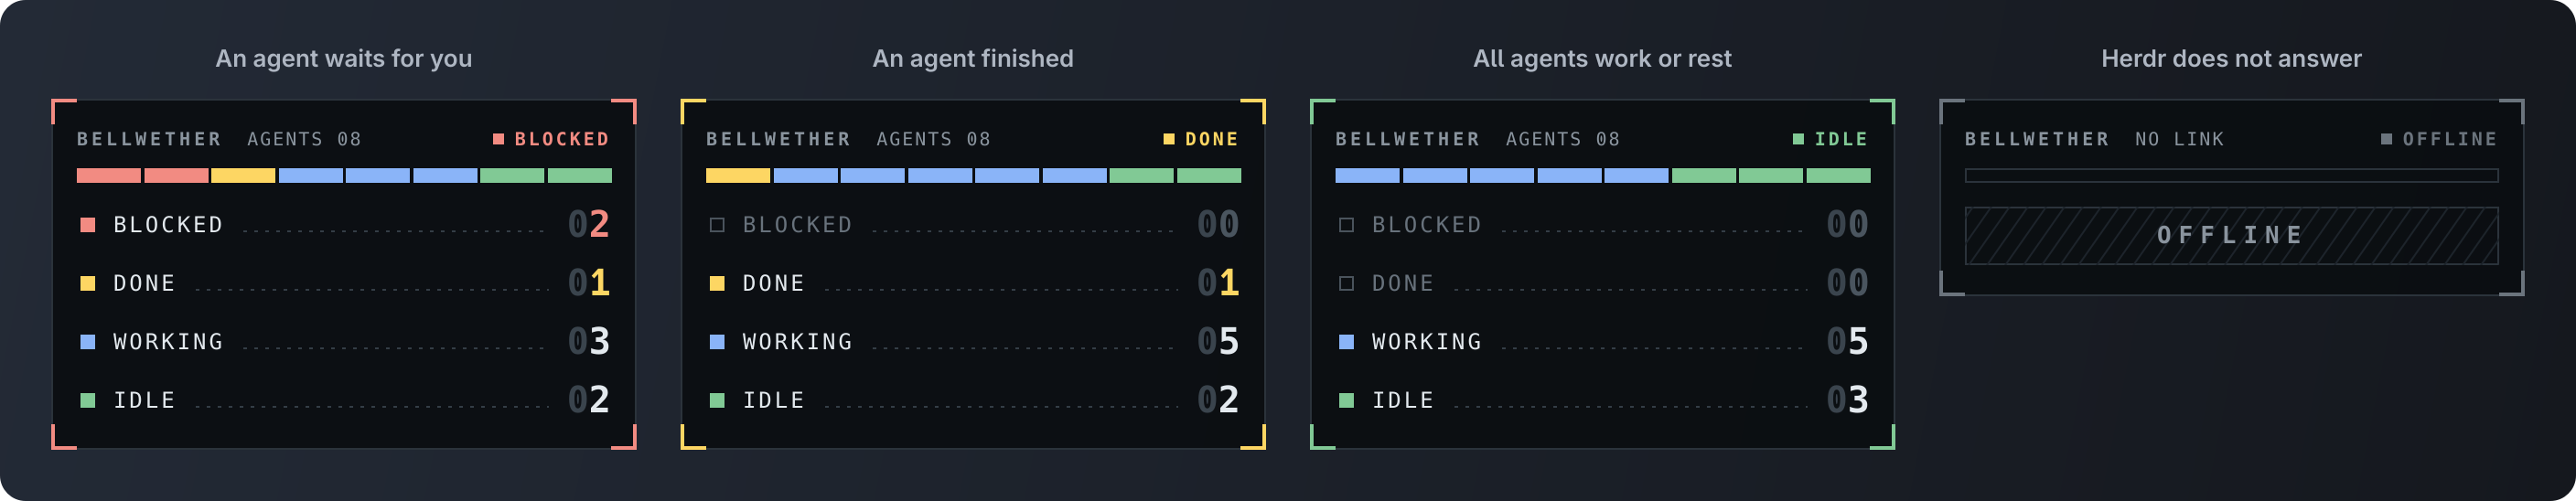 An agent waits for you
BELLWETHER AGENTS 08 BLOCKED
BLOCKED 02
DONE 01
WORKING 03
IDLE 02
An agent finished
BELLWETHER AGENTS 08 DONE
BLOCKED 00
DONE 01
WORKING 05
IDLE 02
All agents work or rest
BELLWETHER AGENTS 08 IDLE
BLOCKED 00
DONE 00
WORKING 05
IDLE 03
Herdr does not answer
BELLWETHER NO LINK OFFLINE
OFFLINE